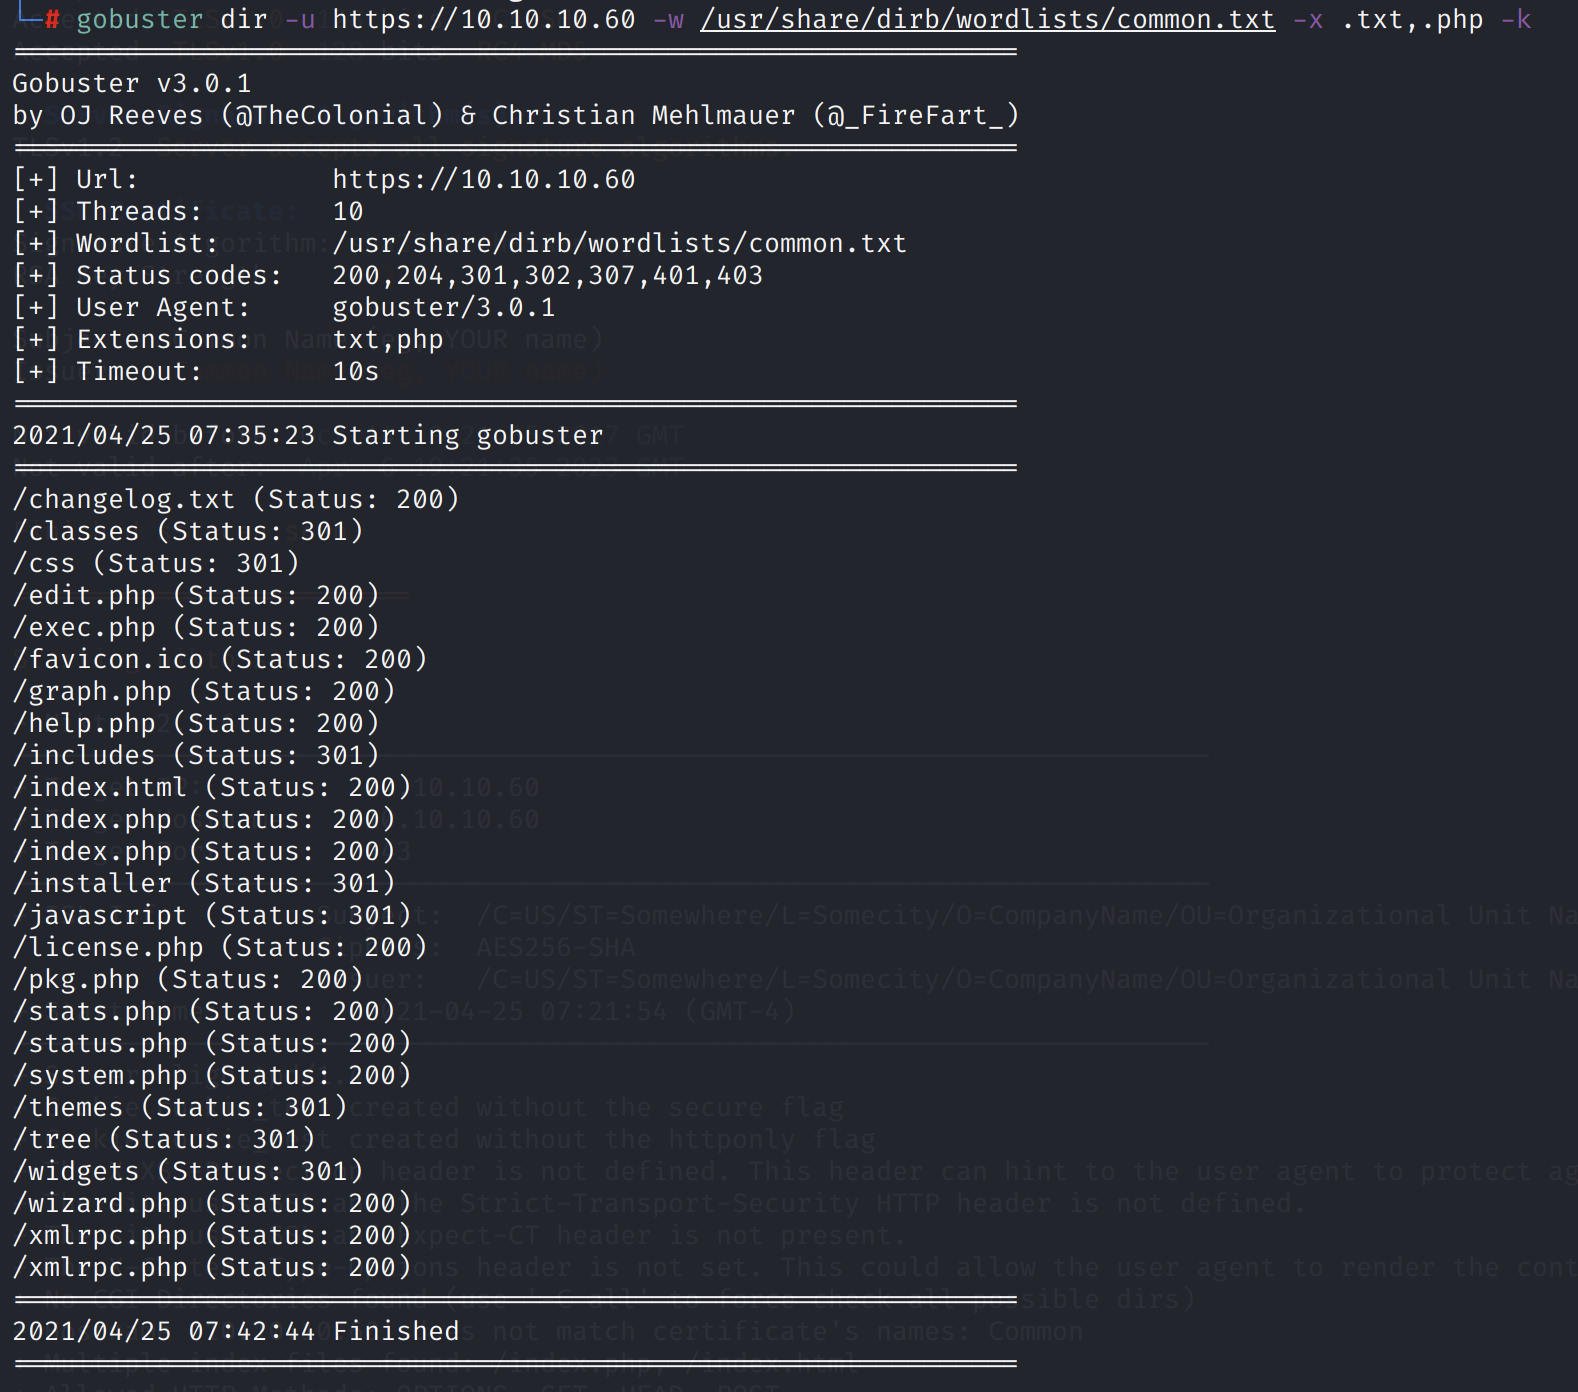 └─# gobuster dir -u https://10.10.10.60 -w /usr/share/dirb/wordlists/common.txt -x .txt,.php -k
Gobuster v3.0.1
by OJ Reeves (@TheColonial) & Christian Mehlmauer (@_FireFart_)
[+] Url:            https://10.10.10.60
[+] Threads:        10
[+] Wordlist:       /usr/share/dirb/wordlists/common.txt
[+] Status codes:   200,204,301,302,307,401,403
[+] User Agent:     gobuster/3.0.1
[+] Extensions:     txt,php
[+] Timeout:        10s
2021/04/25 07:35:23 Starting gobuster
/changelog.txt (Status: 200)
/classes (Status: 301)
/css (Status: 301)
/edit.php (Status: 200)
/exec.php (Status: 200)
/favicon.ico (Status: 200)
/graph.php (Status: 200)
/help.php (Status: 200)
/includes (Status: 301)
/index.html (Status: 200)
/index.php (Status: 200)
/index.php (Status: 200)
/installer (Status: 301)
/javascript (Status: 301)
/license.php (Status: 200)
/pkg.php (Status: 200)
/stats.php (Status: 200)
/status.php (Status: 200)
/system.php (Status: 200)
/themes (Status: 301)
/tree (Status: 301)
/widgets (Status: 301)
/wizard.php (Status: 200)
/xmlrpc.php (Status: 200)
/xmlrpc.php (Status: 200)
2021/04/25 07:42:44 Finished